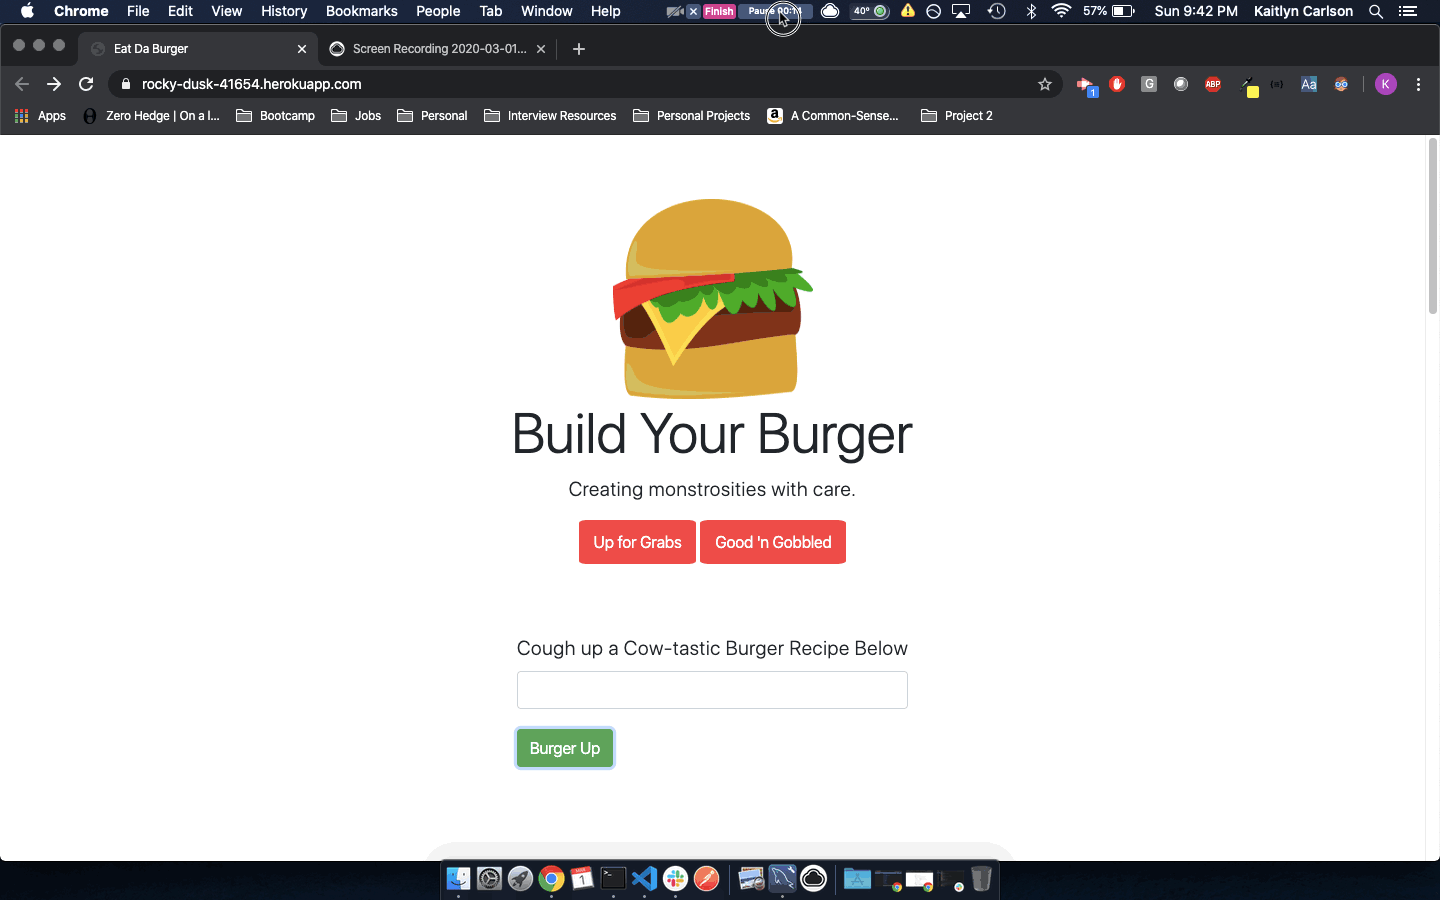 Chrome File Edit View History Bookmarks People Tab Window Help Finish 40° 57% Sun 9:42 PM Kaitlyn Carlson
Eat Da Burger Screen Recording 2020-03-01...
rocky-dusk-41654.herokuapp.com 1 G ABP Aa K
Apps Zero Hedge | On a l... Bootcamp Jobs Personal Interview Resources Personal Projects A Common-Sense... Project 2
Build Your Burger
Creating monstrosities with care.
Up for Grabs Good 'n Gobbled
Cough up a Cow-tastic Burger Recipe Below
Burger Up